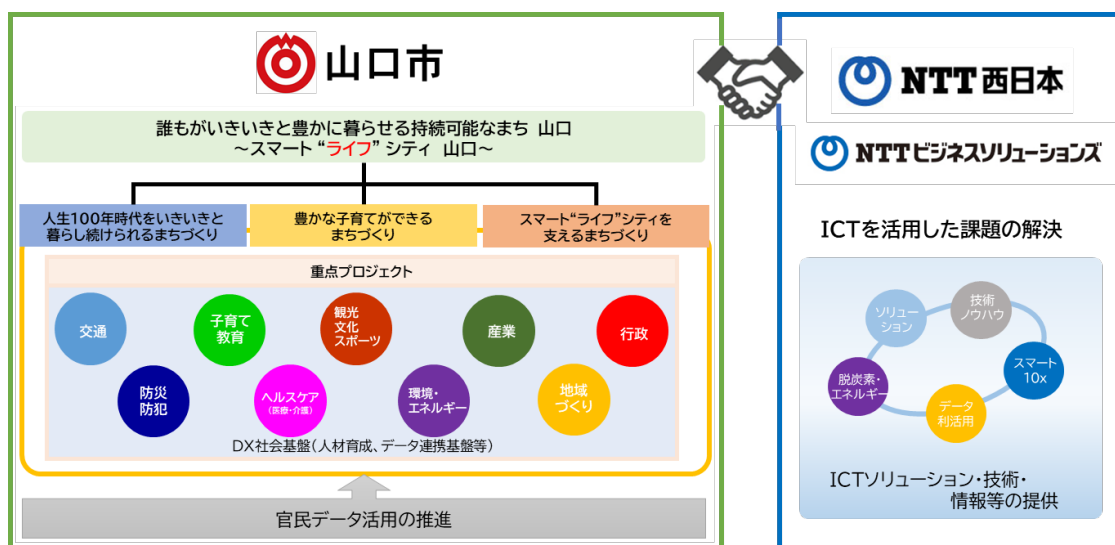 山口市
NTT西日本
NTTビジネスソリューションズ
誰もがいきいきと豊かに暮らせる持続可能なまち 山口
～スマート“ライフ”シティ 山口～
人生100年時代をいきいきと
暮らし続けられるまちづくり
豊かな子育てができる
まちづくり
スマート“ライフ”シティを
支えるまちづくり
重点プロジェクト
交通
子育て
教育
観光
文化
スポーツ
産業
行政
防災
防犯
ヘルスケア
(医療・介護)
環境・
エネルギー
地域
づくり
DX社会基盤(人材育成、データ連携基盤等)
官民データ活用の推進
ICTを活用した課題の解決
ソリュー
ション
技術
ノウハウ
スマート
10x
脱炭素・
エネルギー
データ
利活用
ICTソリューション・技術・
情報等の提供